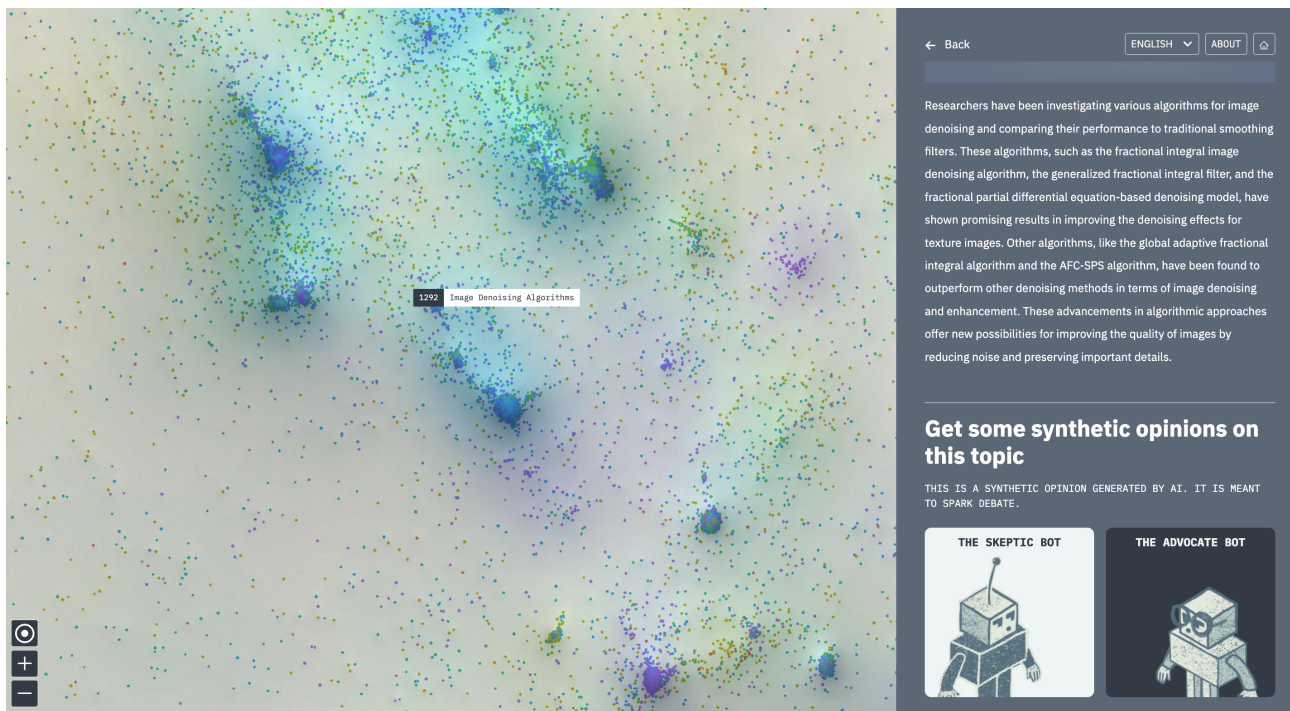 1292 Image Denoising Algorithms
Back
ENGLISH
ABOUT
Researchers have been investigating various algorithms for image
denoising and comparing their performance to traditional smoothing
filters. These algorithms, such as the fractional integral image
denoising algorithm, the generalized fractional integral filter, and the
fractional partial differential equation-based denoising model, have
shown promising results in improving the denoising effects for
texture images. Other algorithms, like the global adaptive fractional
integral algorithm and the AFC-SPS algorithm, have been found to
outperform other denoising methods in terms of image denoising
and enhancement. These advancements in algorithmic approaches
offer new possibilities for improving the quality of images by
reducing noise and preserving important details.
Get some synthetic opinions on
this topic
THIS IS A SYNTHETIC OPINION GENERATED BY AI. IT IS MEANT
TO SPARK DEBATE.
THE SKEPTIC BOT
THE ADVOCATE BOT